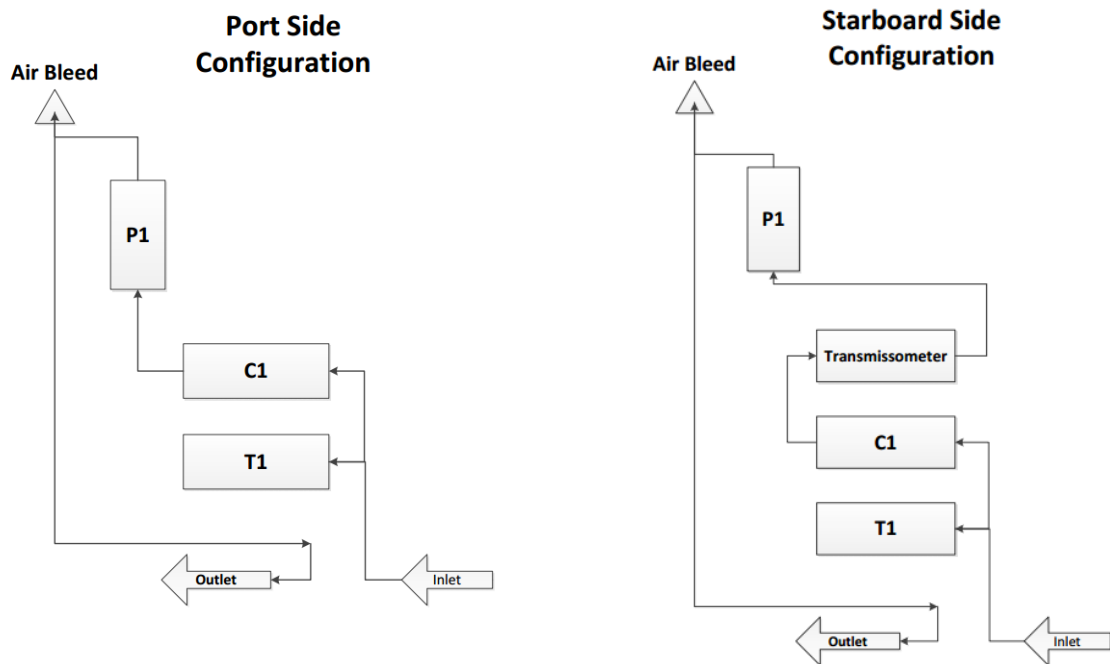 Port Side
Configuration
Air Bleed
P1
C1
T1
Outlet
Inlet
Starboard Side
Configuration
Air Bleed
P1
Transmissometer
C1
T1
Outlet
Inlet